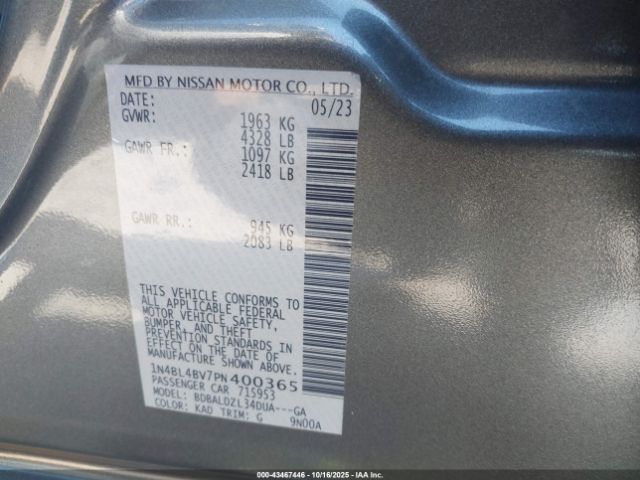 MFD BY NISSAN MOTOR CO., LTD.
DATE: 05/23
GVWR: 1963 KG
4328 LB
GAWR FR.: 1097 KG
2418 LB
GAWR RR.: 945 KG
2083 LB
THIS VEHICLE CONFORMS TO
ALL APPLICABLE FEDERAL
MOTOR VEHICLE SAFETY,
BUMPER, AND THEFT
PREVENTION STANDARDS IN
EFFECT ON THE DATE OF
MANUFACTURE SHOWN ABOVE.
1N4BL4BV7PN400365
PASSENGER CAR 715953
MODEL: BDBALDZL34DUA---GA
COLOR: KAD TRIM: G 9N00A
000-43467446 - 10/16/2025 - IAA Inc.